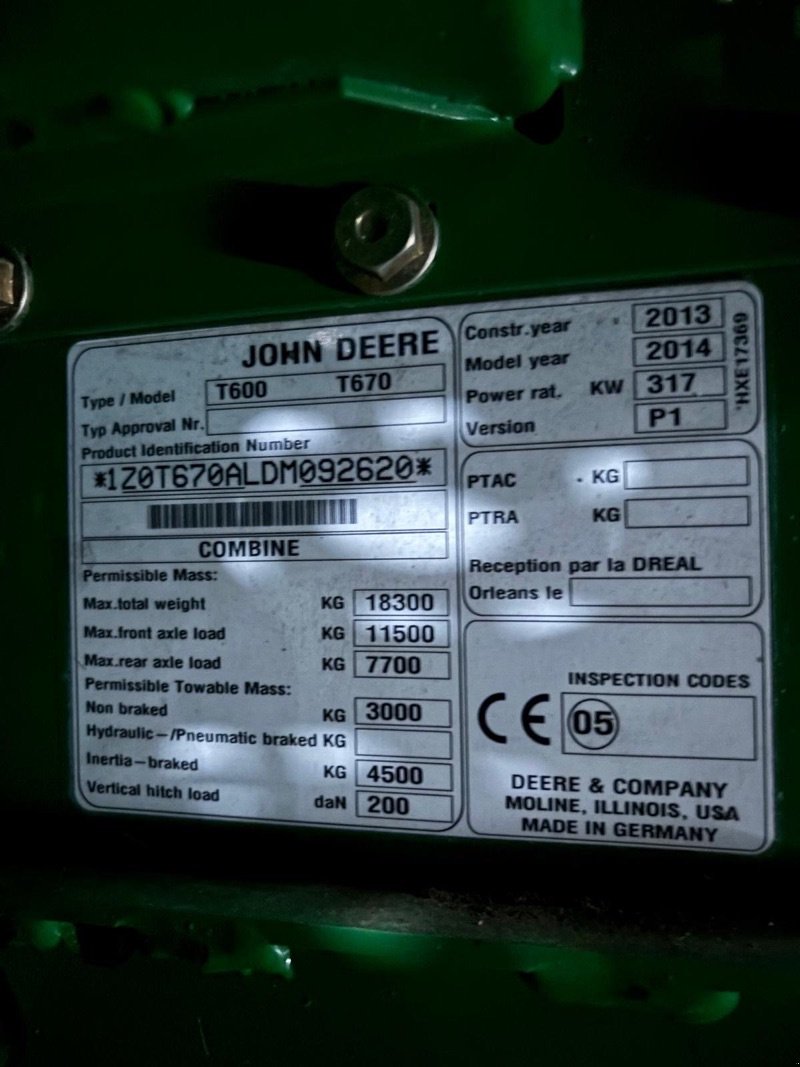 JOHN DEERE
Type / Model T600 T670
Typ Approval Nr.
Product Identification Number
*1Z0T670ALDM092620*
COMBINE
Permissible Mass:
Max.total weight KG 18300
Max.front axle load KG 11500
Max.rear axle load KG 7700
Permissible Towable Mass:
Non braked KG 3000
Hydraulic-/Pneumatic braked KG
Inertia-braked KG 4500
Vertical hitch load daN 200
Constr.year 2013
Model year 2014
Power rat. KW 317
Version P1
HXE17369
PTAC KG
PTRA KG
Reception par la DREAL
Orleans le
INSPECTION CODES
CE 05
DEERE & COMPANY
MOLINE, ILLINOIS, USA
MADE IN GERMANY